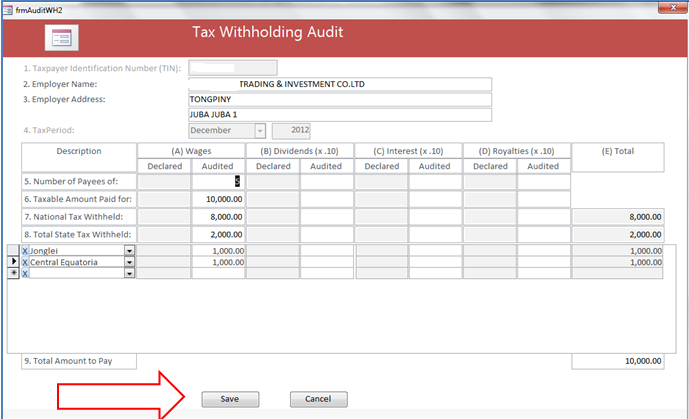 frmAuditWH2
x
Tax Withholding Audit
1. Taxpayer Identification Number (TIN):
2. Employer Name: TRADING & INVESTMENT CO.LTD
3. Employer Address: TONGPINY
JUBA JUBA 1
4. TaxPeriod: December 2012
Description (A) Wages (B) Dividends (x .10) (C) Interest (x .10) (D) Royalties (x .10) (E) Total
Declared Audited Declared Audited Declared Audited Declared Audited
5. Number of Payees of:
6. Taxable Amount Paid for: 10,000.00
7. National Tax Withheld: 8,000.00 8,000.00
8. Total State Tax Withheld: 2,000.00 2,000.00
X Jonglei 1,000.00 1,000.00
X Central Equatoria 1,000.00 1,000.00
X
9. Total Amount to Pay 10,000.00
Save Cancel